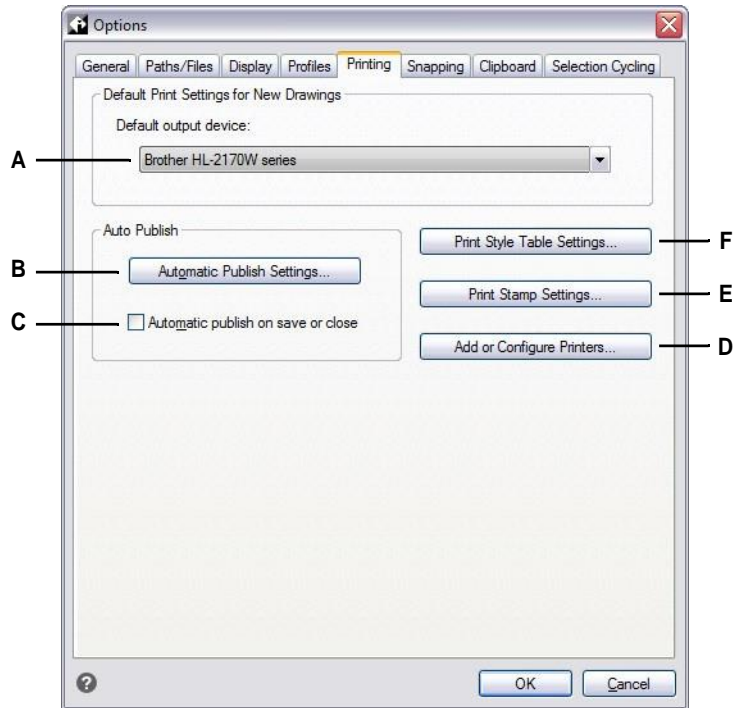 Options
General Paths/Files Display Profiles Printing Snapping Clipboard Selection Cycling
Default Print Settings for New Drawings
Default output device:
A
Brother HL-2170W series
Auto Publish
Print Style Table Settings...
F
B
Automatic Publish Settings...
Print Stamp Settings...
E
C
Automatic publish on save or close
Add or Configure Printers...
D
?
OK
Cancel